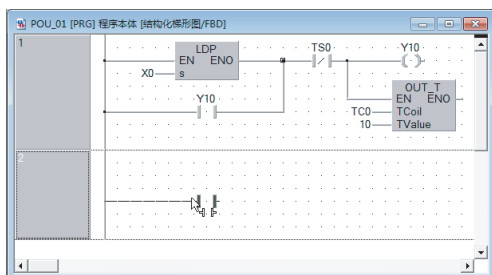 POU_01 [PRG] 程序本体 [结构化梯形图/FBD]
1
LDP
EN ENO
X0 s
TS0
Y10
Y10
OUT_T
EN ENO
TC0 TCoil
10 TValue
2